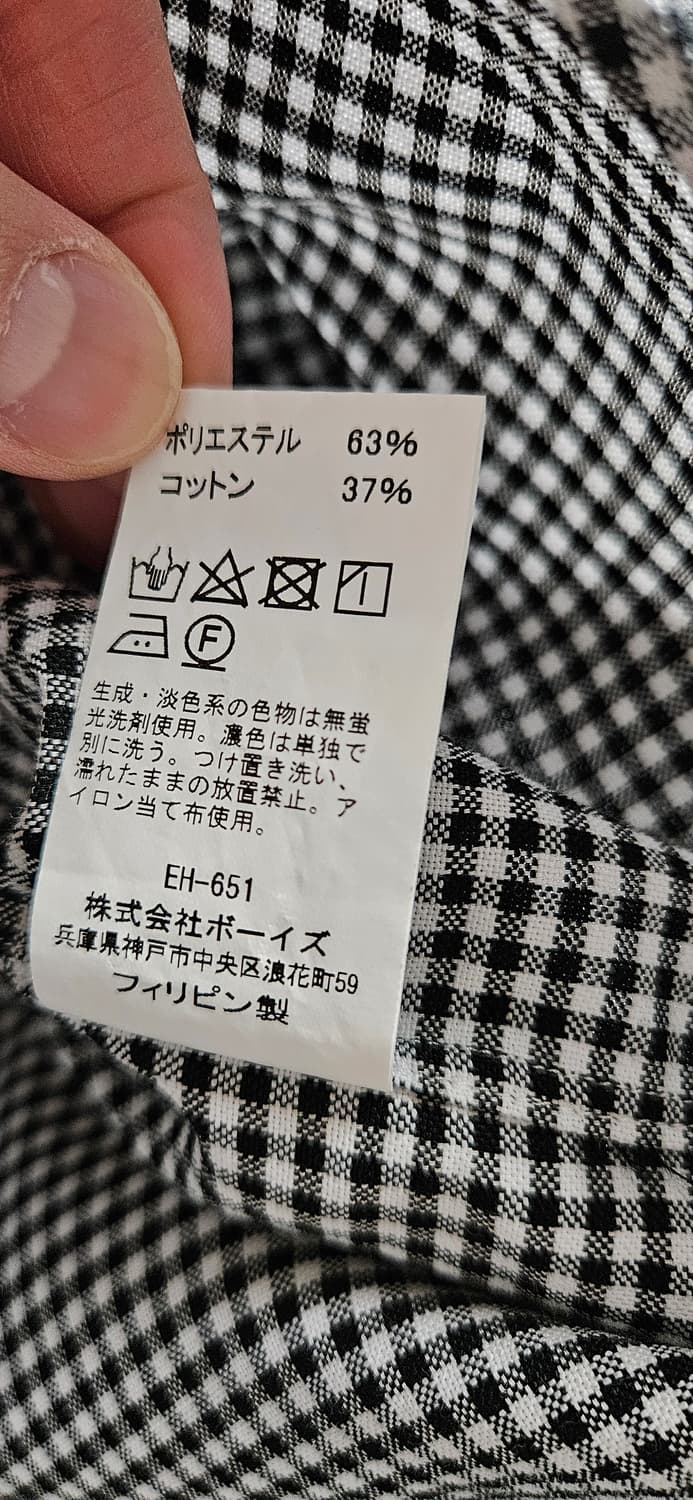 ポリエステル 63%
コットン 37%
F
生成・淡色系の色物は無蛍
光洗剤使用。濃色は単独で
別に洗う。つけ置き洗い、
濡れたままの放置禁止。ア
イロン当て布使用。
EH-651
株式会社ボーイズ
兵庫県神戸市中央区浪花町59
フィリピン製